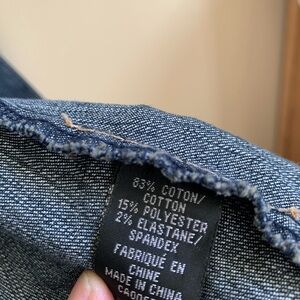 83% COTON/
COTTON
15% POLYESTER
2% ELASTANE/
SPANDEX
FABRIQUÉ EN
CHINE
MADE IN CHINA